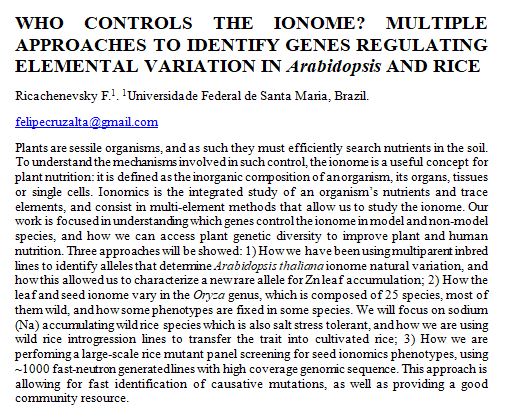 WHO CONTROLS THE IONOME? MULTIPLE
APPROACHES TO IDENTIFY GENES REGULATING
ELEMENTAL VARIATION IN Arabidopsis AND RICE
Ricachenevsky F.¹. ¹Universidade Federal de Santa Maria, Brazil.
felipecruzalta@gmail.com
Plants are sessile organisms, and as such they must efficiently search nutrients in the soil.
To understand the mechanisms involved in such control, the ionome is a useful concept for
plant nutrition: it is defined as the inorganic composition of an organism, its organs, tissues
or single cells. Ionomics is the integrated study of an organism's nutrients and trace
elements, and consist in multi-element methods that allow us to study the ionome. Our
work is focused in understanding which genes control the ionome in model and non-model
species, and how we can access plant genetic diversity to improve plant and human
nutrition. Three approaches will be showed: 1) How we have been using multiparent inbred
lines to identify alleles that determine Arabidopsis thaliana ionome natural variation, and
how this allowed us to characterize a new rare allele for Zn leaf accumulation; 2) How the
leaf and seed ionome vary in the Oryza genus, which is composed of 25 species, most of
them wild, and how some phenotypes are fixed in some species. We will focus on sodium
(Na) accumulating wild rice species which is also salt stress tolerant, and how we are using
wild rice introgression lines to transfer the trait into cultivated rice; 3) How we are
perfoming a large-scale rice mutant panel screening for seed ionomics phenotypes, using
~1000 fast-neutron generated lines with high coverage genomic sequence. This approach is
allowing for fast identification of causative mutations, as well as providing a good
community resource.